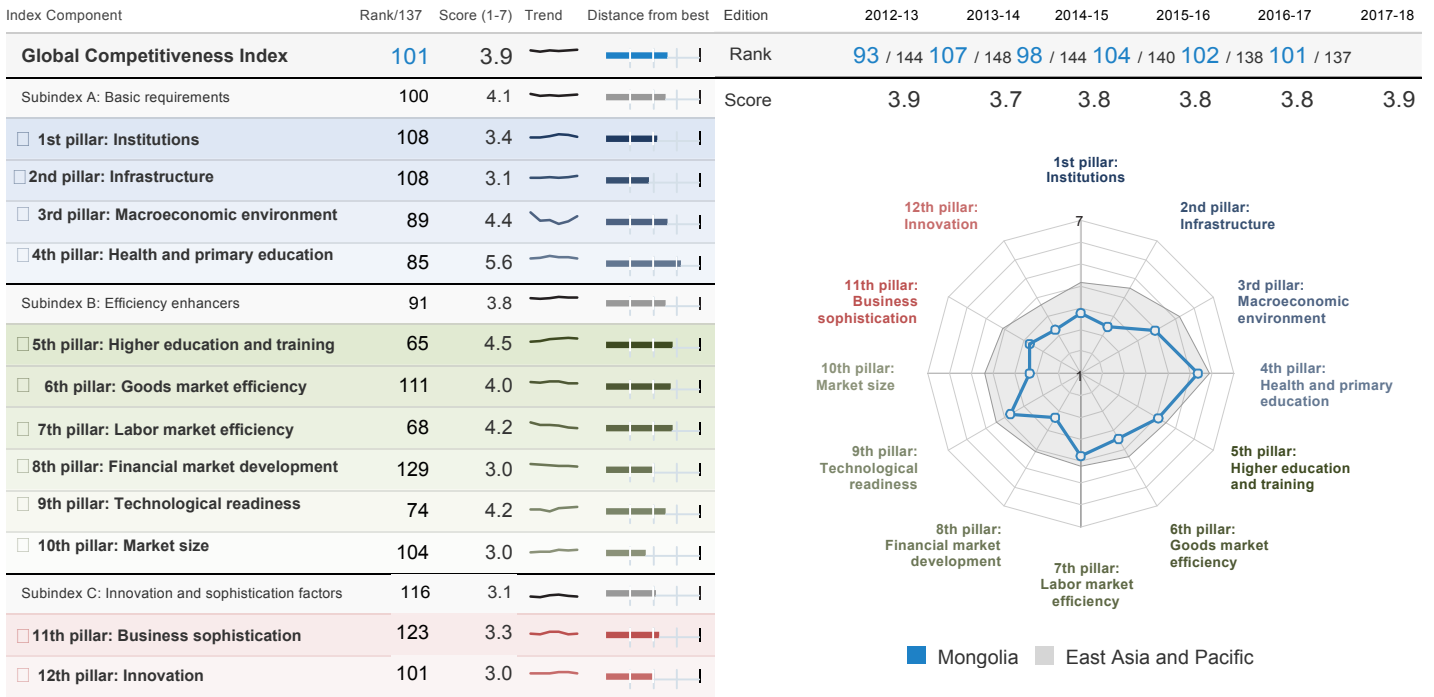 Index Component Rank/137 Score (1-7) Trend Distance from best
Global Competitiveness Index 101 3.9
Subindex A: Basic requirements 100 4.1
1st pillar: Institutions 108 3.4
2nd pillar: Infrastructure 108 3.1
3rd pillar: Macroeconomic environment 89 4.4
4th pillar: Health and primary education 85 5.6
Subindex B: Efficiency enhancers 91 3.8
5th pillar: Higher education and training 65 4.5
6th pillar: Goods market efficiency 111 4.0
7th pillar: Labor market efficiency 68 4.2
8th pillar: Financial market development 129 3.0
9th pillar: Technological readiness 74 4.2
10th pillar: Market size 104 3.0
Subindex C: Innovation and sophistication factors 116 3.1
11th pillar: Business sophistication 123 3.3
12th pillar: Innovation 101 3.0
Edition 2012-13 2013-14 2014-15 2015-16 2016-17 2017-18
Rank 93 / 144 107 / 148 98 / 144 104 / 140 102 / 138 101 / 137
Score 3.9 3.7 3.8 3.8 3.8 3.9
1st pillar:
Institutions
2nd pillar:
Infrastructure
3rd pillar:
Macroeconomic
environment
4th pillar:
Health and primary
education
5th pillar:
Higher education
and training
6th pillar:
Goods market
efficiency
7th pillar:
Labor market
efficiency
8th pillar:
Financial market
development
9th pillar:
Technological
readiness
10th pillar:
Market size
11th pillar:
Business
sophistication
12th pillar:
Innovation
7
1
Mongolia East Asia and Pacific